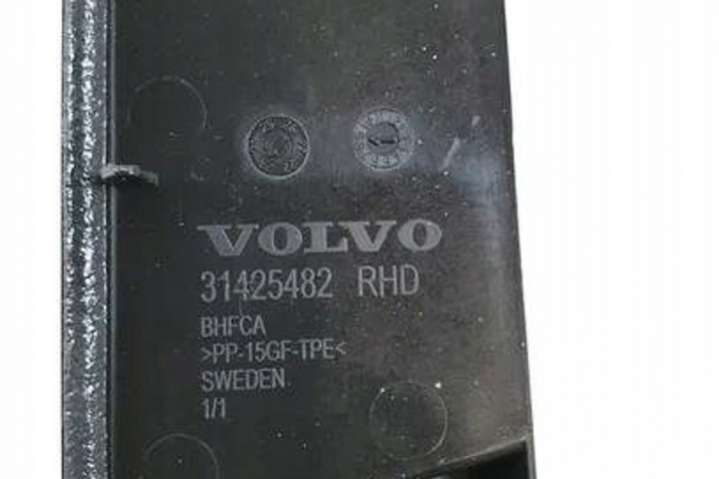 VOLVO
31425482 RHD
BHFCA
>PP-15GF-TPE<
SWEDEN
1/1